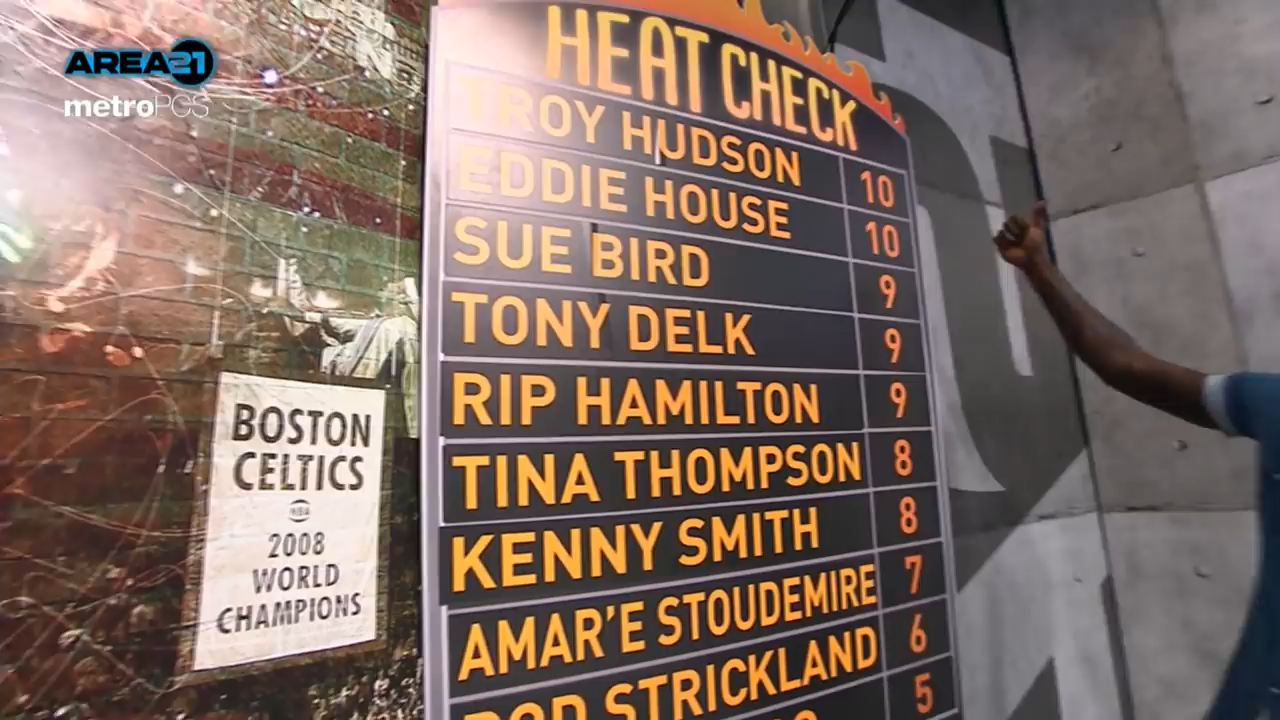 AREA21
metroPCS
HEAT CHECK
TROY HUDSON 10
EDDIE HOUSE 10
SUE BIRD 9
TONY DELK 9
RIP HAMILTON 9
TINA THOMPSON 8
KENNY SMITH 8
AMAR'E STOUDEMIRE 7
ROD STRICKLAND 6
5
BOSTON
CELTICS
NBA
2008
WORLD
CHAMPIONS